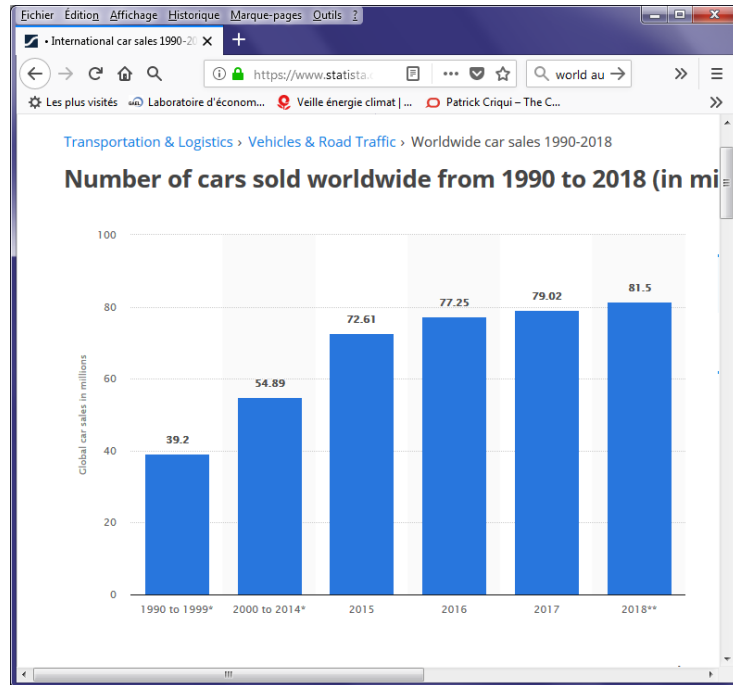 Fichier Édition Affichage Historique Marque-pages Outils ?
• International car sales 1990-20
https://www.statista. world au
Les plus visités Laboratoire d'économ... Veille énergie climat | ... Patrick Criqui – The C...
Transportation & Logistics › Vehicles & Road Traffic › Worldwide car sales 1990-2018
Number of cars sold worldwide from 1990 to 2018 (in mi
Global car sales in millions
100
80
60
40
20
0
39.2
54.89
72.61
77.25
79.02
81.5
1990 to 1999* 2000 to 2014* 2015 2016 2017 2018**